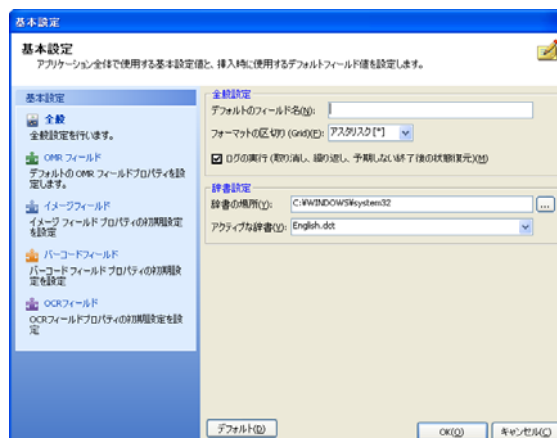 基本設定
基本設定
アプリケーション全体で使用する基本設定値と、挿入時に使用するデフォルトフィールド値を設定します。
基本設定
全般
全般設定を行います。
OMR フィールド
デフォルトの OMR フィールドプロパティを設
定します。
イメージフィールド
イメージ フィールド プロパティの初期設定
を設定
バーコードフィールド
バーコード フィールド プロパティの初期設
定を設定
OCRフィールド
OCRフィールドプロパティの初期設定を設
定
全般設定
デフォルトのフィールド名(N):
フォーマットの区切り (Grid)(F): アスタリスク [*]
ログの実行 (取り消し、繰り返し、予期しない終了後の状態復元)(M)
辞書設定
辞書の場所(Y): C:¥WINDOWS¥system32 ...
アクティブな辞書(V): English.dct
デフォルト(D)
OK(O) キャンセル(C)